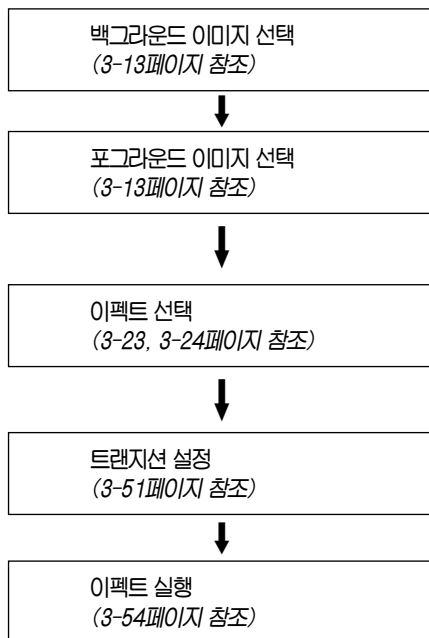 백그라운드 이미지 선택
(3-13페이지 참조)
포그라운드 이미지 선택
(3-13페이지 참조)
이펙트 선택
(3-23, 3-24페이지 참조)
트랜지션 설정
(3-51페이지 참조)
이펙트 실행
(3-54페이지 참조)